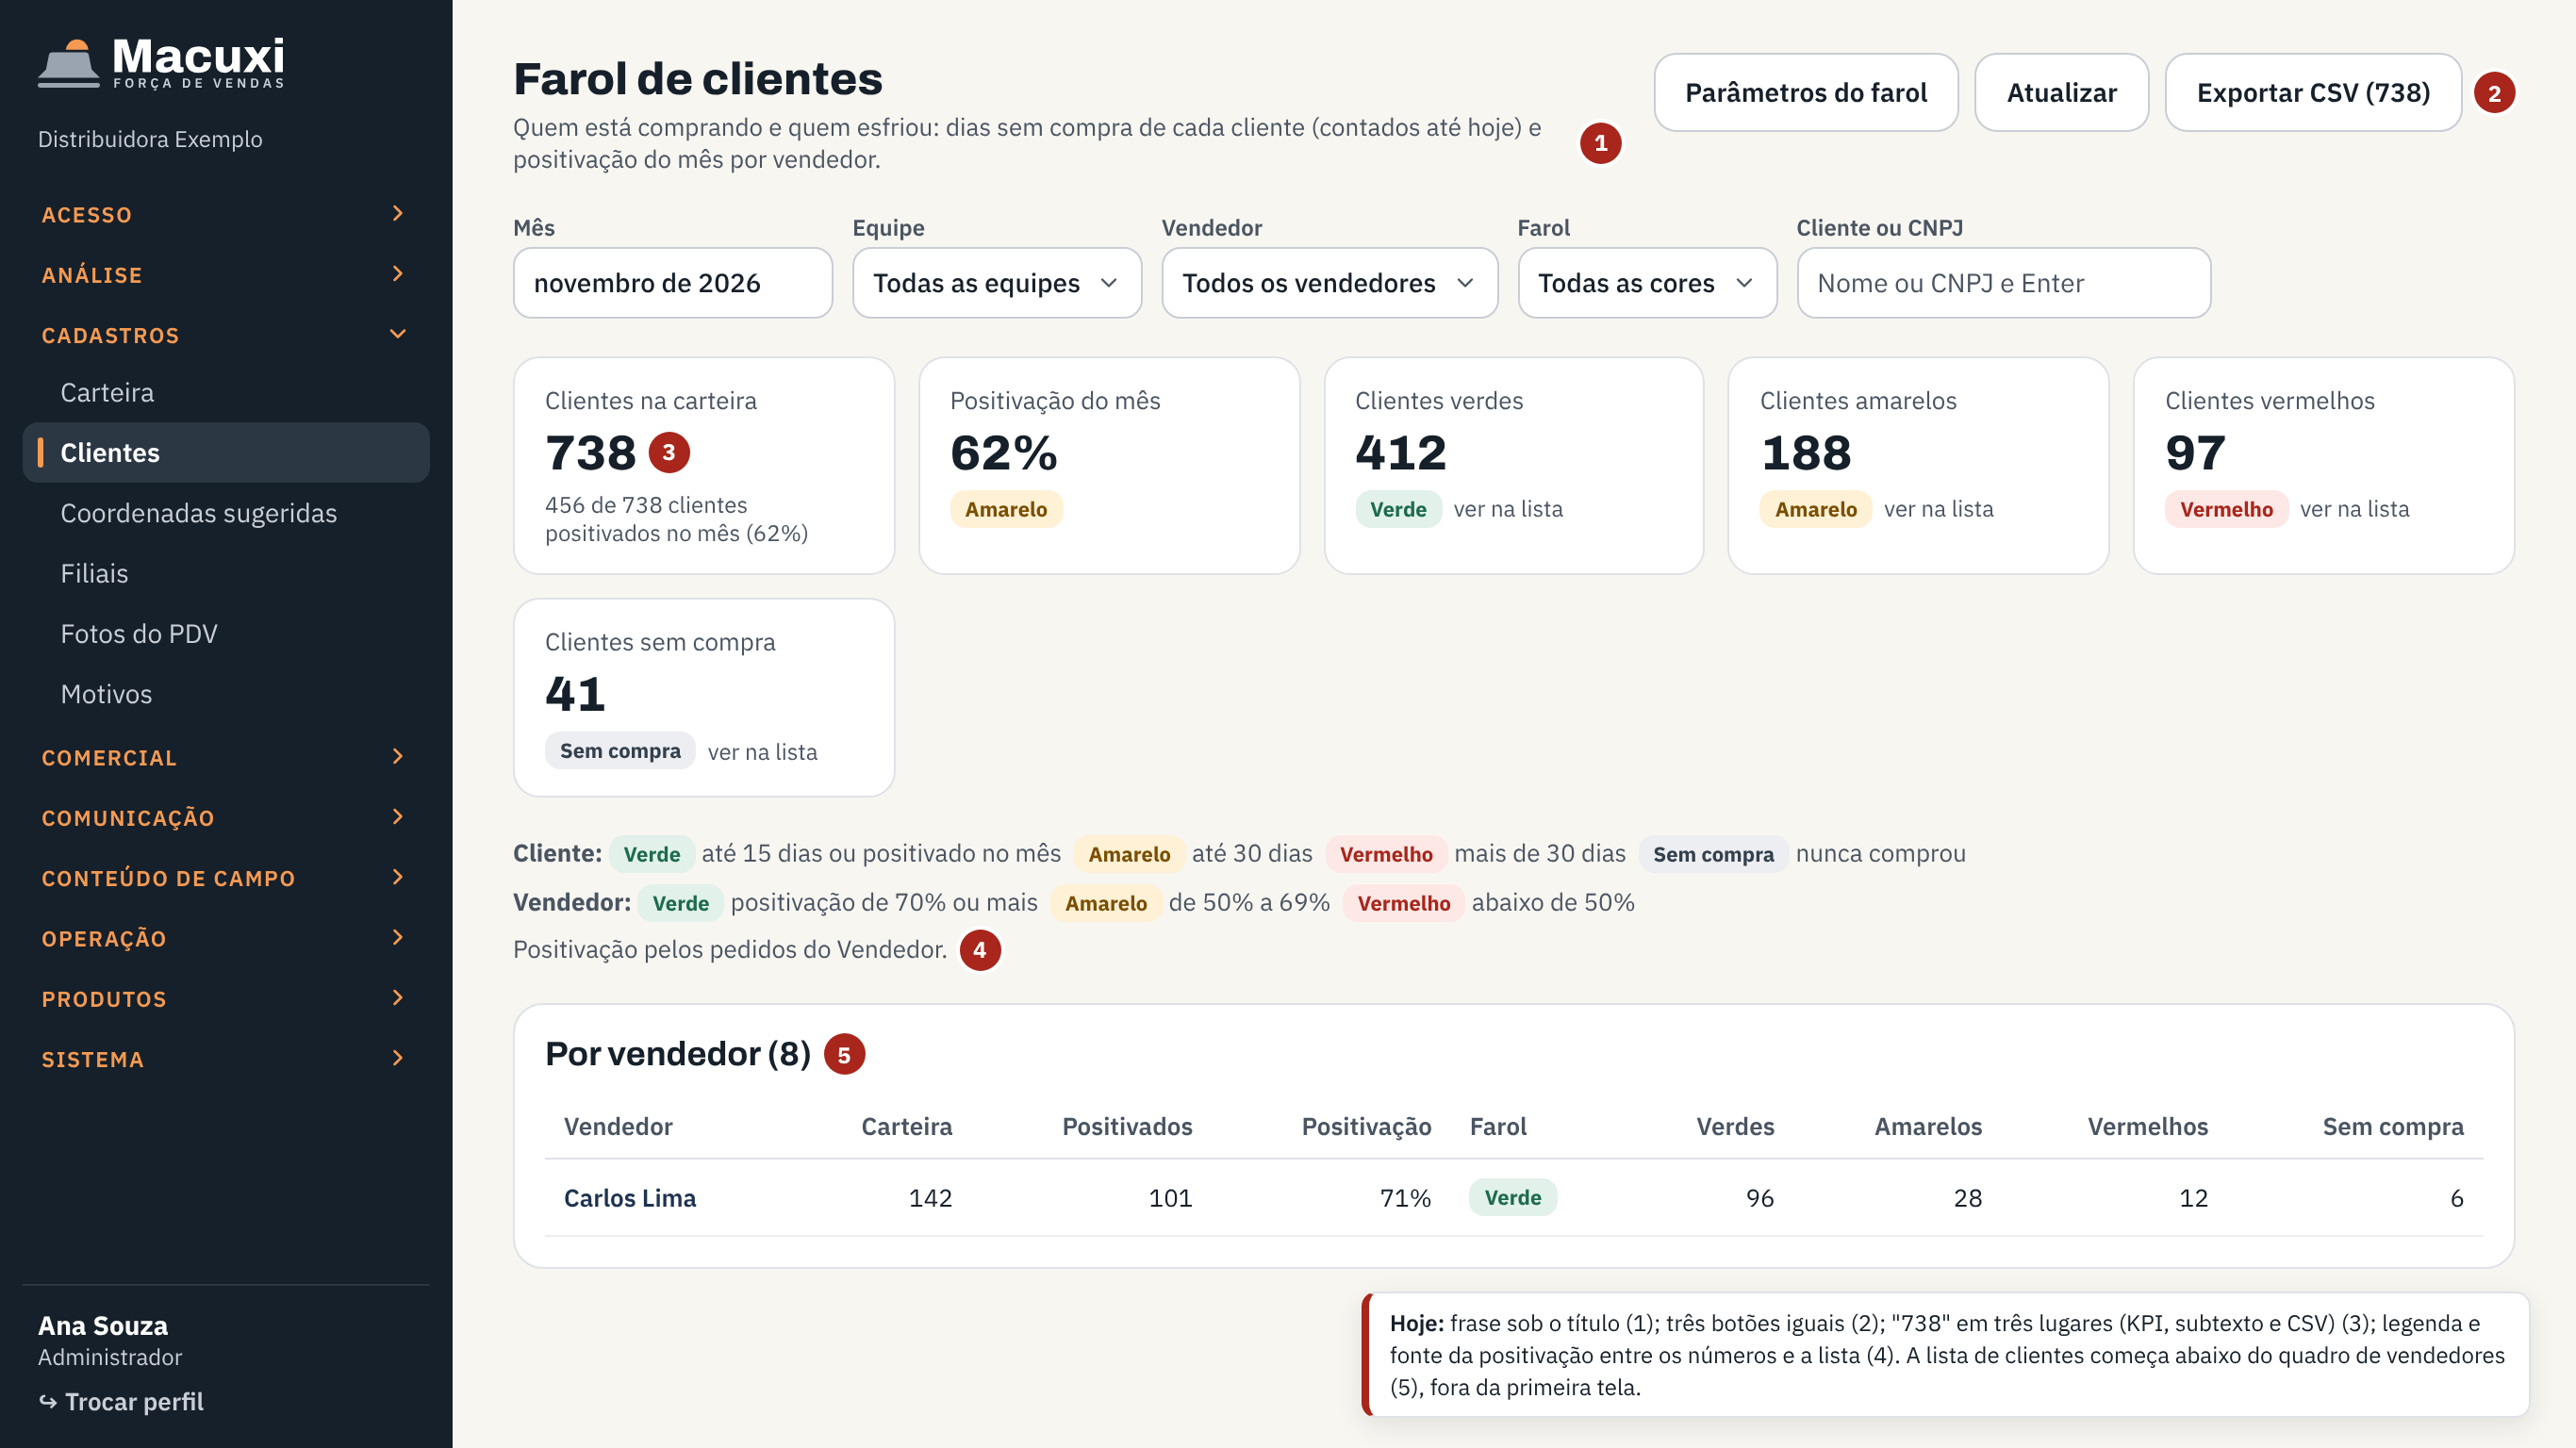 Macuxi
FORÇA DE VENDAS
Distribuidora Exemplo
ACESSO
ANÁLISE
CADASTROS
Carteira
Clientes
Coordenadas sugeridas
Filiais
Fotos do PDV
Motivos
COMERCIAL
COMUNICAÇÃO
CONTEÚDO DE CAMPO
OPERAÇÃO
PRODUTOS
SISTEMA
Ana Souza
Administrador
↪ Trocar perfil
Farol de clientes
Quem está comprando e quem esfriou: dias sem compra de cada cliente (contados até hoje) e
positivação do mês por vendedor.
1
Parâmetros do farol
Atualizar
Exportar CSV (738)
2
Mês
novembro de 2026
Equipe
Todas as equipes
Vendedor
Todos os vendedores
Farol
Todas as cores
Cliente ou CNPJ
Nome ou CNPJ e Enter
Clientes na carteira
738 3
456 de 738 clientes
positivados no mês (62%)
Positivação do mês
62%
Amarelo
Clientes verdes
412
Verde ver na lista
Clientes amarelos
188
Amarelo ver na lista
Clientes vermelhos
97
Vermelho ver na lista
Clientes sem compra
41
Sem compra ver na lista
Cliente: Verde até 15 dias ou positivado no mês Amarelo até 30 dias Vermelho mais de 30 dias Sem compra nunca comprou
Vendedor: Verde positivação de 70% ou mais Amarelo de 50% a 69% Vermelho abaixo de 50%
Positivação pelos pedidos do Vendedor. 4
Por vendedor (8) 5
Vendedor Carteira Positivados Positivação Farol Verdes Amarelos Vermelhos Sem compra
Carlos Lima 142 101 71% Verde 96 28 12 6
Hoje: frase sob o título (1); três botões iguais (2); "738" em três lugares (KPI, subtexto e CSV) (3); legenda e
fonte da positivação entre os números e a lista (4). A lista de clientes começa abaixo do quadro de vendedores
(5), fora da primeira tela.